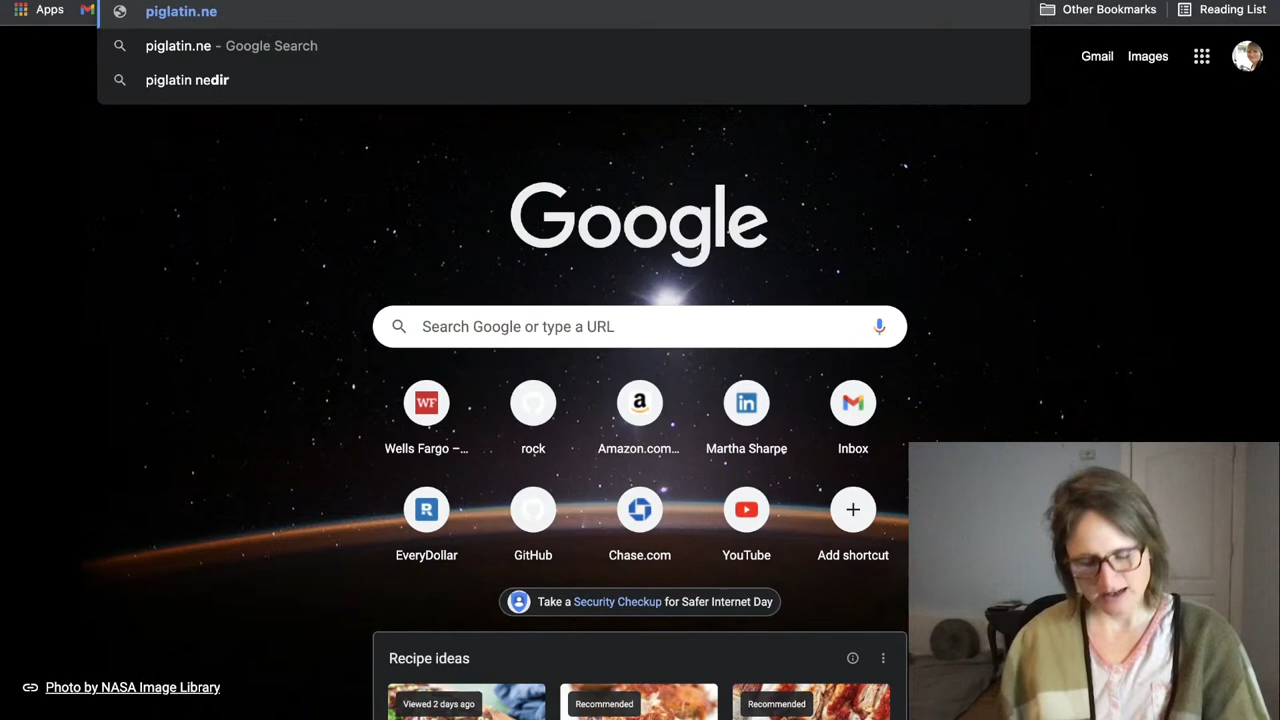 Apps
piglatin.ne
Other Bookmarks
Reading List
piglatin.ne - Google Search
piglatin nedir
Gmail
Images
Google
Search Google or type a URL
WF
a
in
Wells Fargo –...
rock
Amazon.com...
Martha Sharpe
Inbox
R
EveryDollar
GitHub
Chase.com
YouTube
Add shortcut
Take a Security Checkup for Safer Internet Day
Recipe ideas
Photo by NASA Image Library
Viewed 2 days ago
Recommended
Recommended